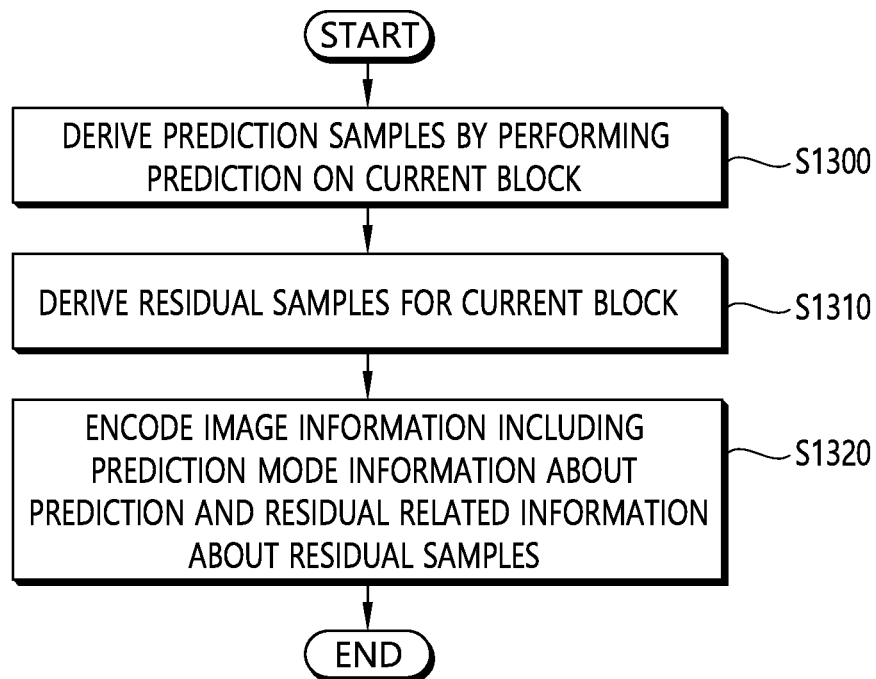 START
DERIVE PREDICTION SAMPLES BY PERFORMING
PREDICTION ON CURRENT BLOCK
S1300
DERIVE RESIDUAL SAMPLES FOR CURRENT BLOCK
S1310
ENCODE IMAGE INFORMATION INCLUDING
PREDICTION MODE INFORMATION ABOUT
PREDICTION AND RESIDUAL RELATED INFORMATION
ABOUT RESIDUAL SAMPLES
S1320
END